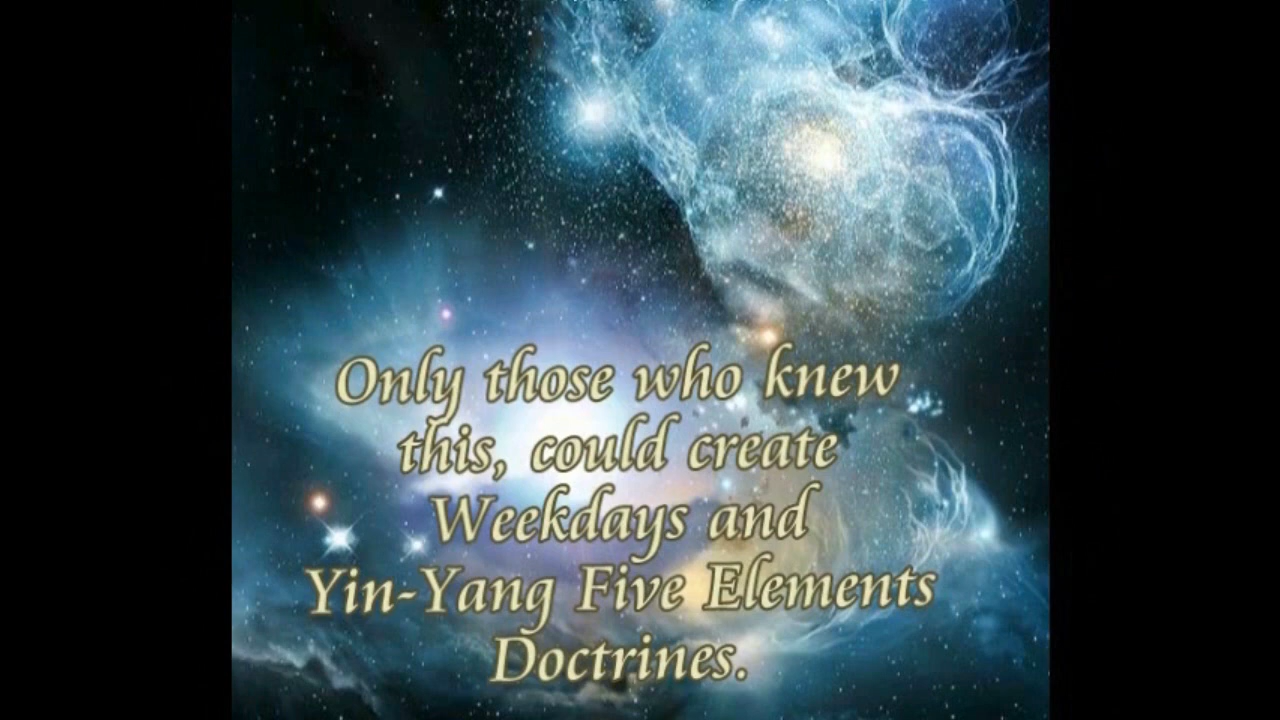 Only those who knew
this, could create
Weekdays and
Yin-Yang Five Elements
Doctrines.